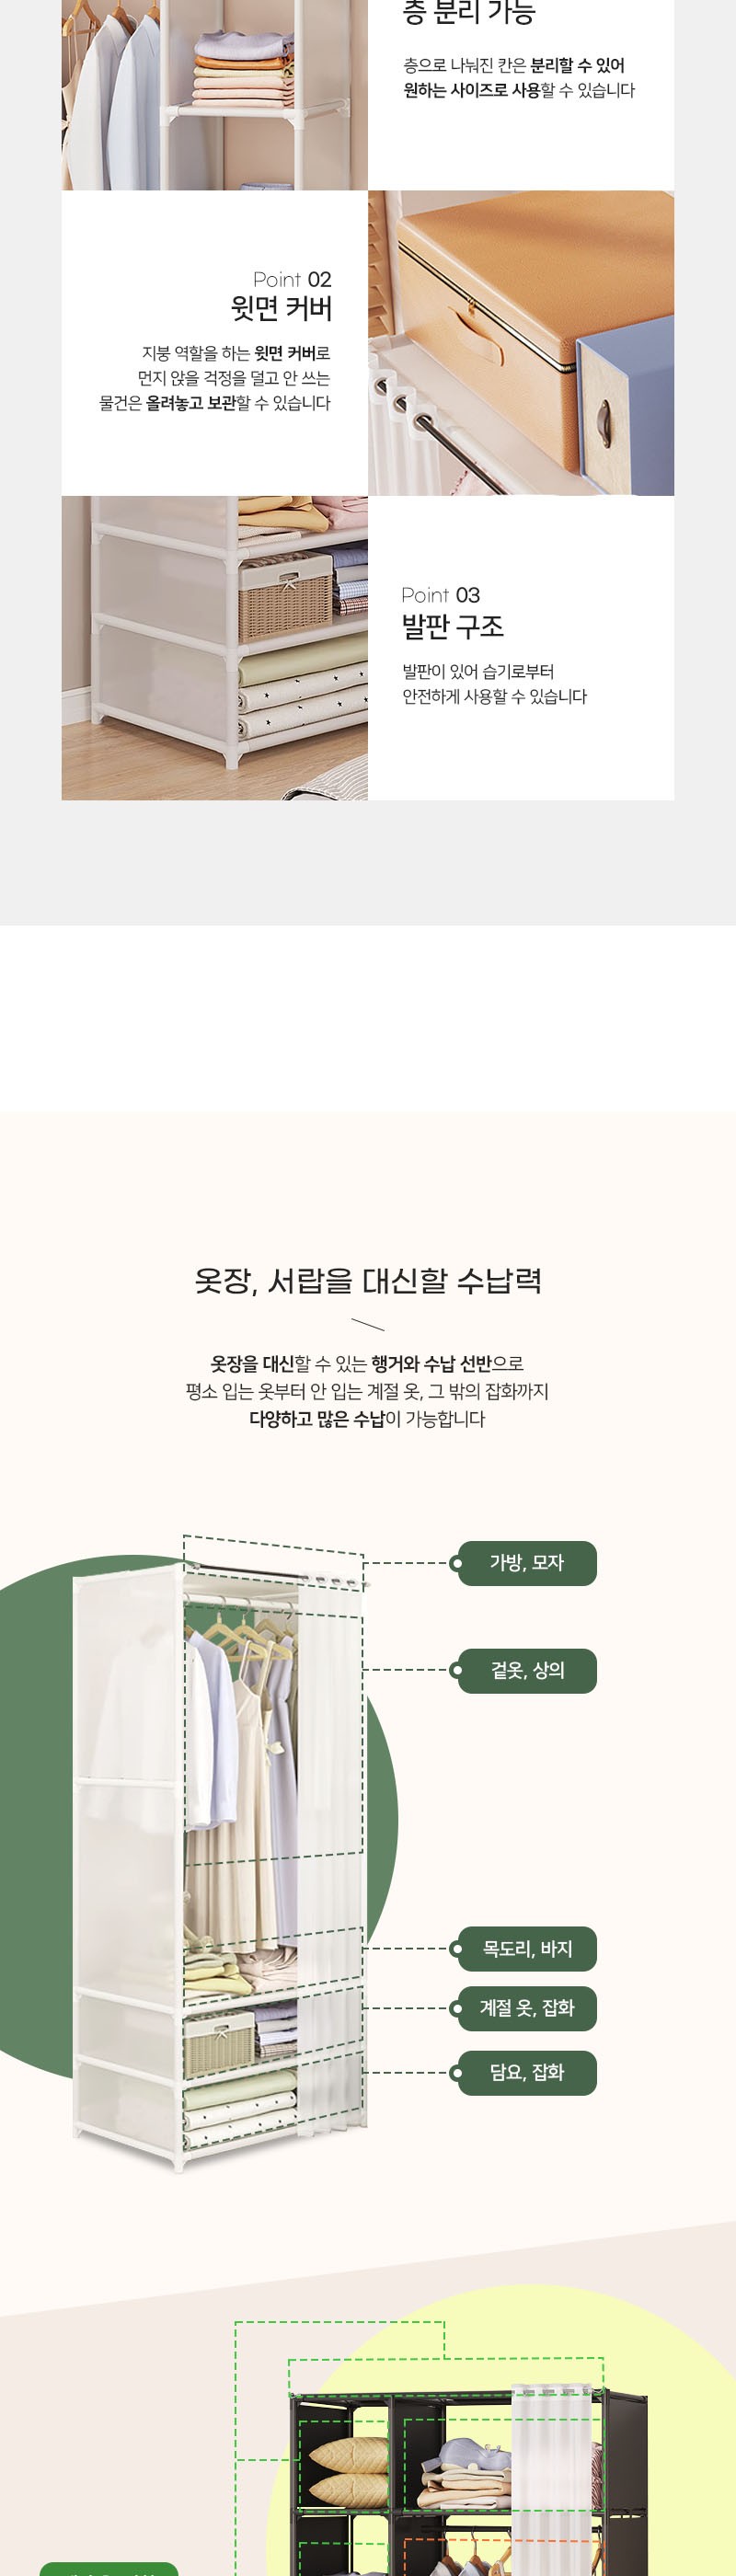 층 분리 가능
층으로 나눠진 칸은 분리할 수 있어
원하는 사이즈로 사용할 수 있습니다
Point 02
윗면 커버
지붕 역할을 하는 윗면 커버로
먼지 앉을 걱정을 덜고 안 쓰는
물건은 올려놓고 보관할 수 있습니다
Point 03
발판 구조
발판이 있어 습기로부터
안전하게 사용할 수 있습니다
옷장, 서랍을 대신할 수납력
옷장을 대신할 수 있는 행거와 수납 선반으로
평소 입는 옷부터 안 입는 계절 옷, 그 밖의 잡화까지
다양하고 많은 수납이 가능합니다
가방, 모자
겉옷, 상의
목도리, 바지
계절 옷, 잡화
담요, 잡화